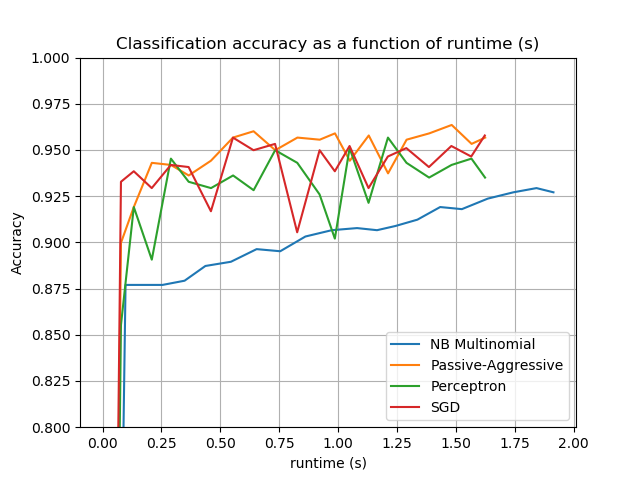 Classification accuracy as a function of runtime (s)
1.000
0.975
0.950
0.925
0.900
0.875
0.850
0.825
0.800
Accuracy
NB Multinomial
Passive-Aggressive
Perceptron
SGD
0.00 0.25 0.50 0.75 1.00 1.25 1.50 1.75 2.00
runtime (s)